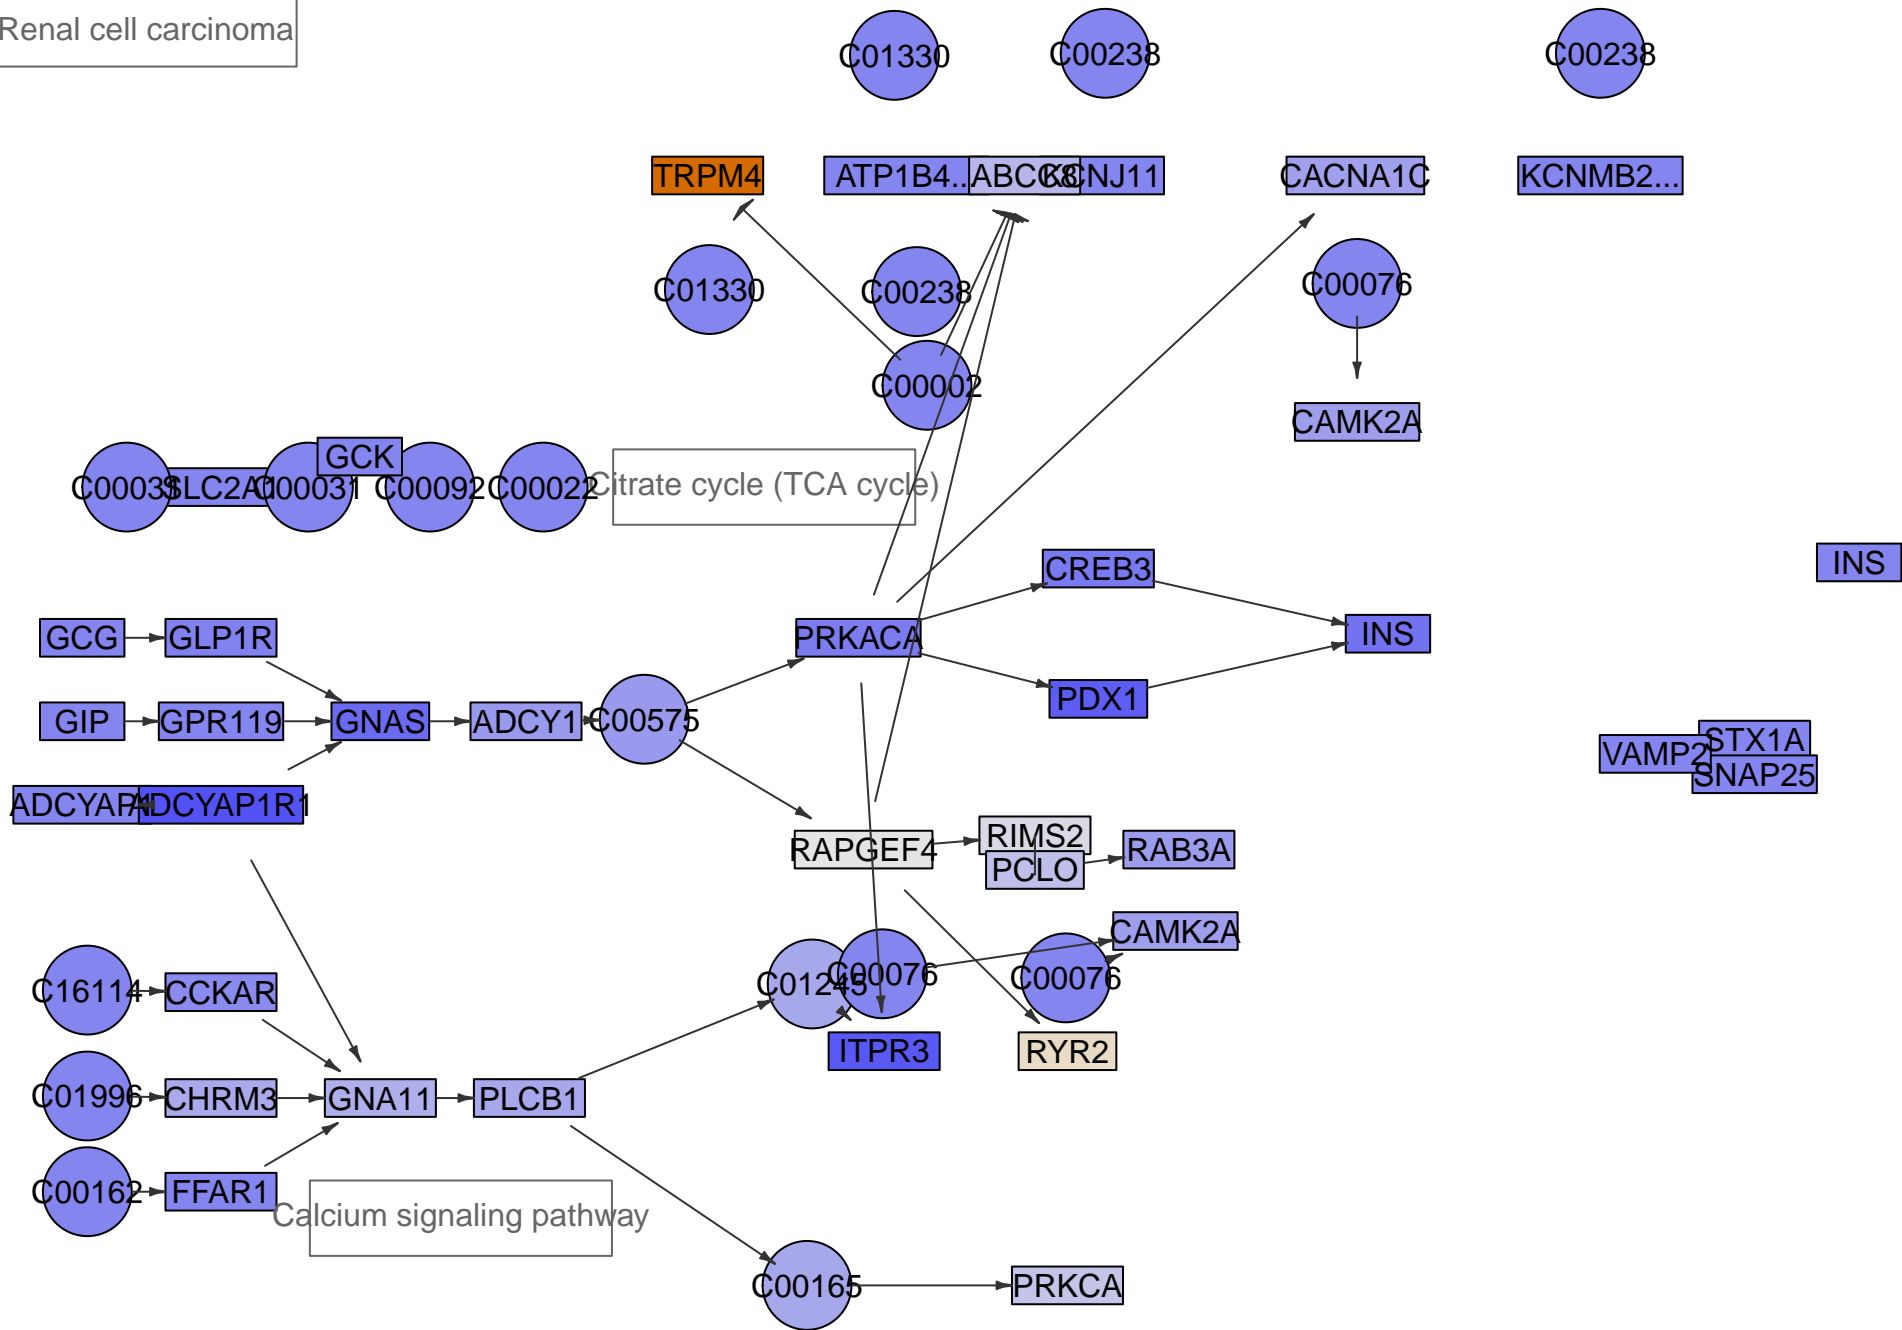 Renal cell carcinoma
C01330
C00238
C00238
TRPM4
ATP1B4...
ABCC8
KCNJ11
CACNA1C
KCNMB2...
C01330
C00238
C00076
C00002
CAMK2A
C00031
SLC2A1
C00031
GCK
C00092
C00022
Citrate cycle (TCA cycle)
CREB3
INS
GCG
GLP1R
PRKACA
INS
GIP
GPR119
GNAS
ADCY1
C00575
PDX1
VAMP2
STX1A
SNAP25
ADCYAP1
ADCYAP1R1
RAPGEF4
RIMS2
PCLO
RAB3A
CAMK2A
C16114
CCKAR
C01245
C00076
C00076
ITPR3
RYR2
C01996
CHRM3
GNA11
PLCB1
C00162
FFAR1
Calcium signaling pathway
C00165
PRKCA